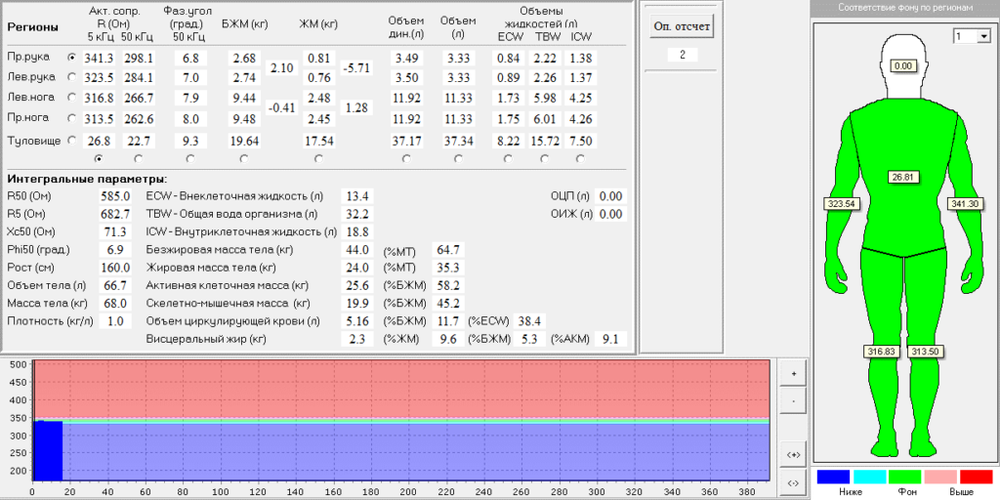 Регионы Акт. сопр. R (Ом) 5 кГц 50 кГц Фаз.угол (град.) 50 кГц БЖМ (кг) ЖМ (кг) Объем дин.(л) Объем (л) Объемы жидкостей (л) ECW TBW ICW
Пр.рука 341.3 298.1 6.8 2.68 0.81 3.49 3.33 0.84 2.22 1.38
2.10 -5.71
Лев.рука 323.5 284.1 7.0 2.74 0.76 3.50 3.33 0.89 2.26 1.37
Лев.нога 316.8 266.7 7.9 9.44 2.48 11.92 11.33 1.73 5.98 4.25
-0.41 1.28
Пр.нога 313.5 262.6 8.0 9.48 2.45 11.92 11.33 1.75 6.01 4.26
Туловище 26.8 22.7 9.3 19.64 17.54 37.17 37.34 8.22 15.72 7.50
Интегральные параметры:
R50 (Ом) 585.0 ECW - Внеклеточная жидкость (л) 13.4 ОЦП (л) 0.00
R5 (Ом) 682.7 TBW - Общая вода организма (л) 32.2 ОИЖ (л) 0.00
Xc50 (Ом) 71.3 ICW - Внутриклеточная жидкость (л) 18.8
Phi50 (град.) 6.9 Безжировая масса тела (кг) 44.0 (%МТ) 64.7
Рост (см) 160.0 Жировая масса тела (кг) 24.0 (%МТ) 35.3
Объем тела (л) 66.7 Активная клеточная масса (кг) 25.6 (%БЖМ) 58.2
Масса тела (кг) 68.0 Скелетно-мышечная масса (кг) 19.9 (%БЖМ) 45.2
Плотность (кг/л) 1.0 Объем циркулирующей крови (л) 5.16 (%БЖМ) 11.7 (%ECW) 38.4
Висцеральный жир (кг) 2.3 (%ЖМ) 9.6 (%БЖМ) 5.3 (%АКМ) 9.1
Оп. отсчет
2
500
450
400
350
300
250
200
0 20 40 60 80 100 120 140 160 180 200 220 240 260 280 300 320 340 360 380
+
-
<+>
<->
Соответствие фону по регионам
1
0.00
26.81
323.54 341.30
316.83 313.50
Ниже Фон Выше